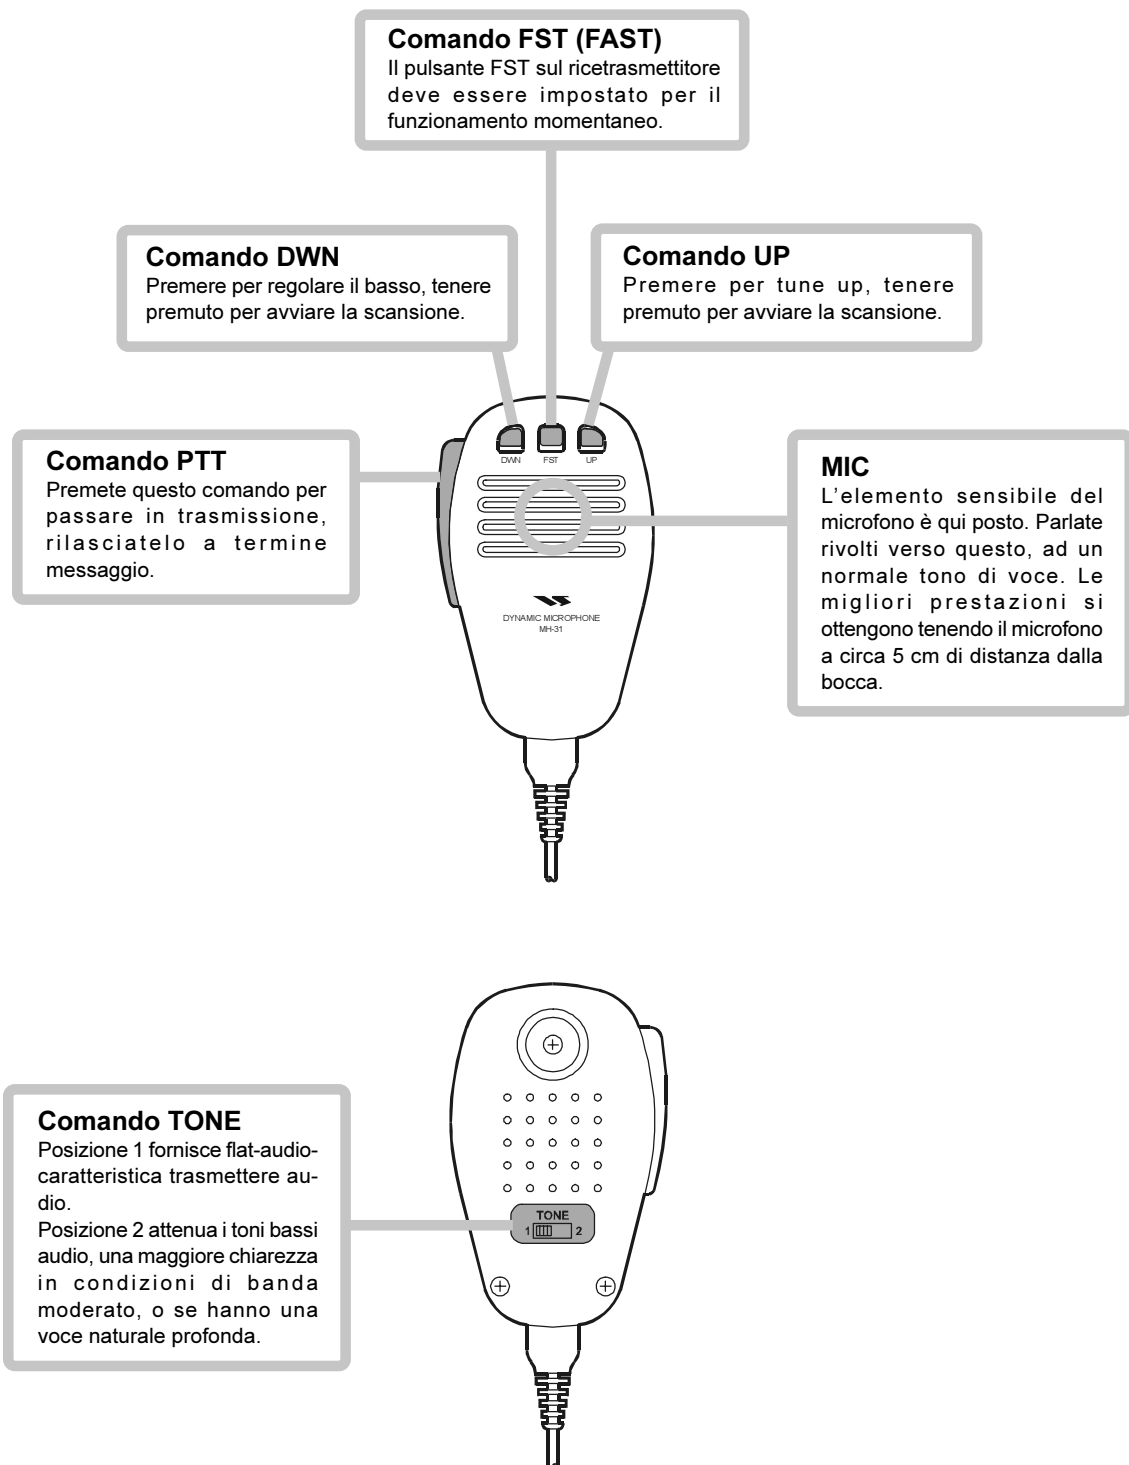 Comando FST (FAST)
Il pulsante FST sul ricetrasmettitore
deve essere impostato per il
funzionamento momentaneo.
Comando DWN
Premere per regolare il basso, tenere
premuto per avviare la scansione.
Comando UP
Premere per tune up, tenere
premuto per avviare la scansione.
Comando PTT
Premete questo comando per
passare in trasmissione,
rilasciatelo a termine
messaggio.
DWN
FST
UP
DYNAMIC MICROPHONE
MH-31
MIC
L'elemento sensibile del
microfono è qui posto. Parlate
rivolti verso questo, ad un
normale tono di voce. Le
migliori prestazioni si
ottengono tenendo il microfono
a circa 5 cm di distanza dalla
bocca.
Comando TONE
Posizione 1 fornisce flat-audio-
caratteristica trasmettere au-
dio.
Posizione 2 attenua i toni bassi
audio, una maggiore chiarezza
in condizioni di banda
moderato, o se hanno una
voce naturale profonda.
TONE
1 2